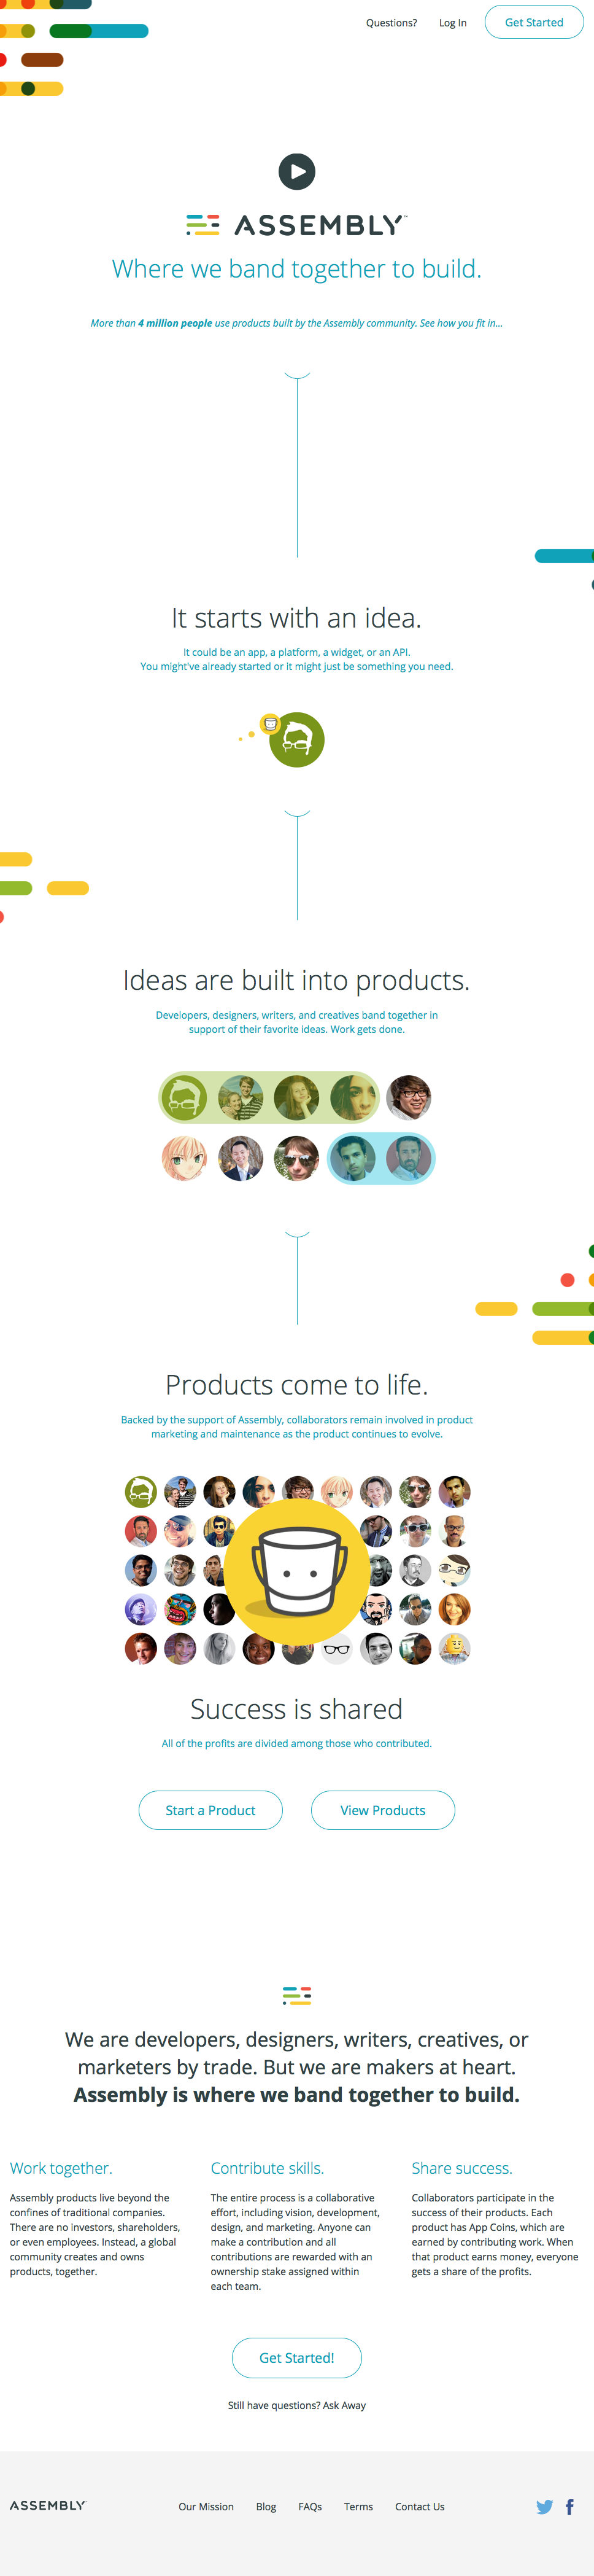 Questions?
Log In
Get Started
ASSEMBLY™
Where we band together to build.
More than 4 million people use products built by the Assembly community. See how you fit in...
It starts with an idea.
It could be an app, a platform, a widget, or an API.
You might've already started or it might just be something you need.
Ideas are built into products.
Developers, designers, writers, and creatives band together in
support of their favorite ideas. Work gets done.
Products come to life.
Backed by the support of Assembly, collaborators remain involved in product
marketing and maintenance as the product continues to evolve.
Success is shared
All of the profits are divided among those who contributed.
Start a Product
View Products
We are developers, designers, writers, creatives, or
marketers by trade. But we are makers at heart.
Assembly is where we band together to build.
Work together.
Assembly products live beyond the
confines of traditional companies.
There are no investors, shareholders,
or even employees. Instead, a global
community creates and owns
products, together.
Contribute skills.
The entire process is a collaborative
effort, including vision, development,
design, and marketing. Anyone can
make a contribution and all
contributions are rewarded with an
ownership stake assigned within
each team.
Share success.
Collaborators participate in the
success of their products. Each
product has App Coins, which are
earned by contributing work. When
that product earns money, everyone
gets a share of the profits.
Get Started!
Still have questions? Ask Away
ASSEMBLY
Our Mission
Blog
FAQs
Terms
Contact Us